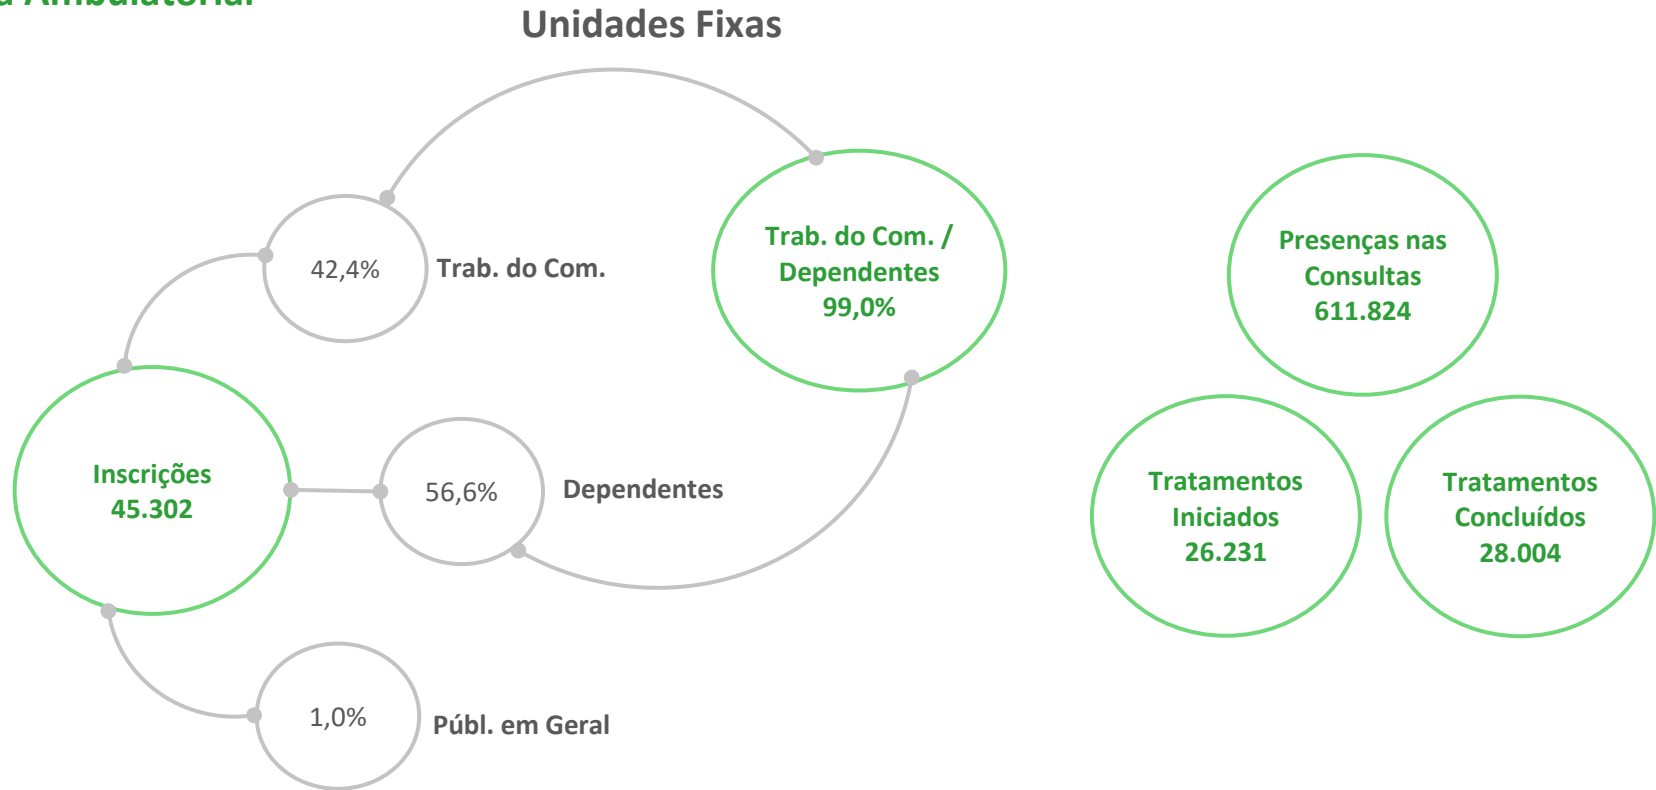 Ambulatorial
Unidades Fixas
42,4%
Trab. do Com.
Trab. do Com. /
Dependentes
99,0%
Inscrições
45.302
56,6%
Dependentes
1,0%
Públ. em Geral
Presenças nas
Consultas
611.824
Tratamentos
Iniciados
26.231
Tratamentos
Concluídos
28.004